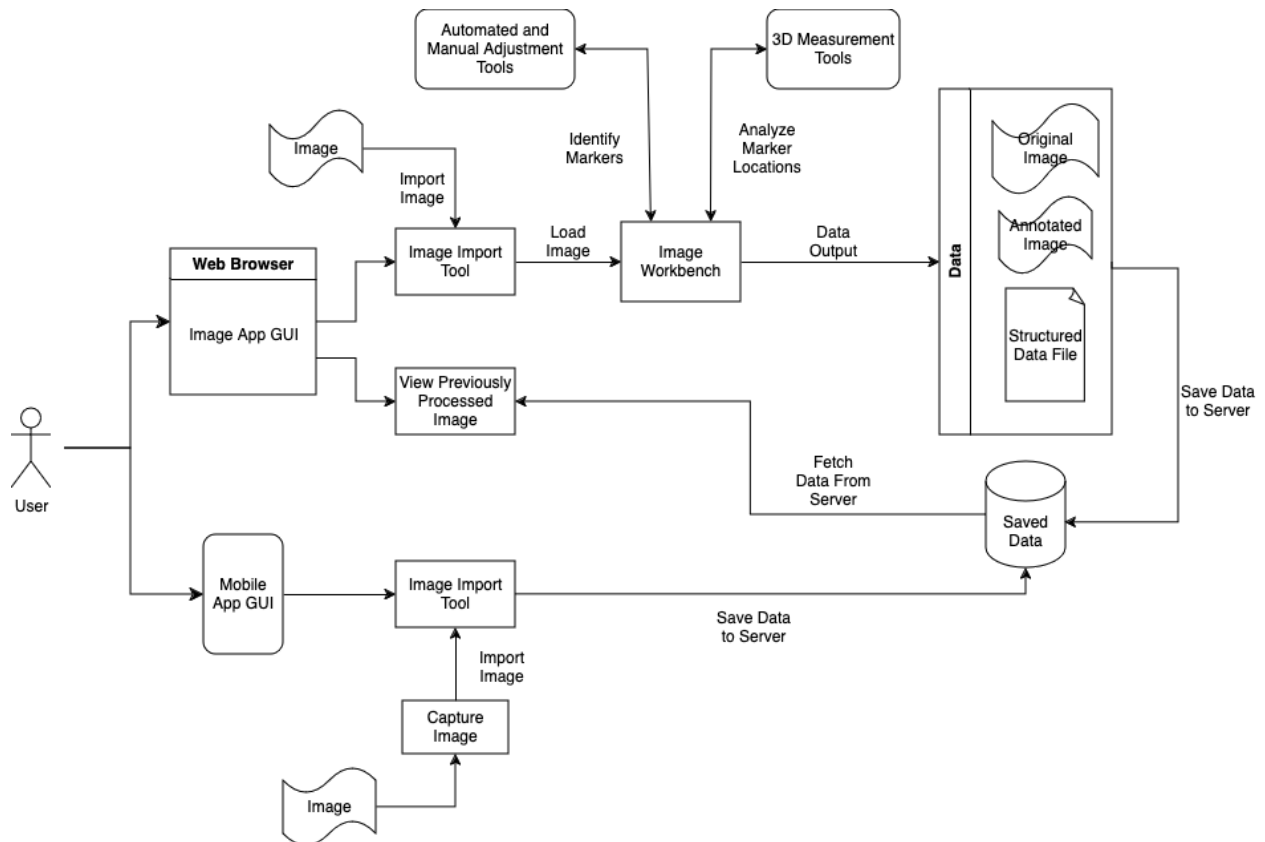 Automated and
Manual Adjustment
Tools
3D Measurement
Tools
Image
Identify
Markers
Analyze
Marker
Locations
Original
Image
Import
Image
Web Browser
Image App GUI
Image Import
Tool
Load
Image
Image
Workbench
Data
Output
Data
Annotated
Image
Structured
Data File
View Previously
Processed
Image
Save Data
to Server
Fetch
Data From
Server
Saved
Data
User
Mobile
App GUI
Image Import
Tool
Save Data
to Server
Import
Image
Capture
Image
Image